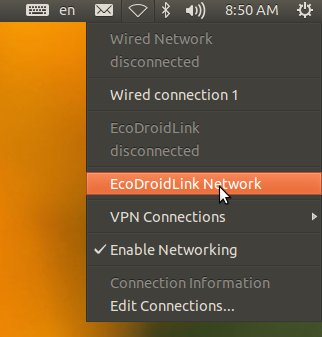 en 8:50 AM
Wired Network
disconnected
Wired connection 1
EcoDroidLink
disconnected
EcoDroidLink Network
VPN Connections
Enable Networking
Connection Information
Edit Connections...